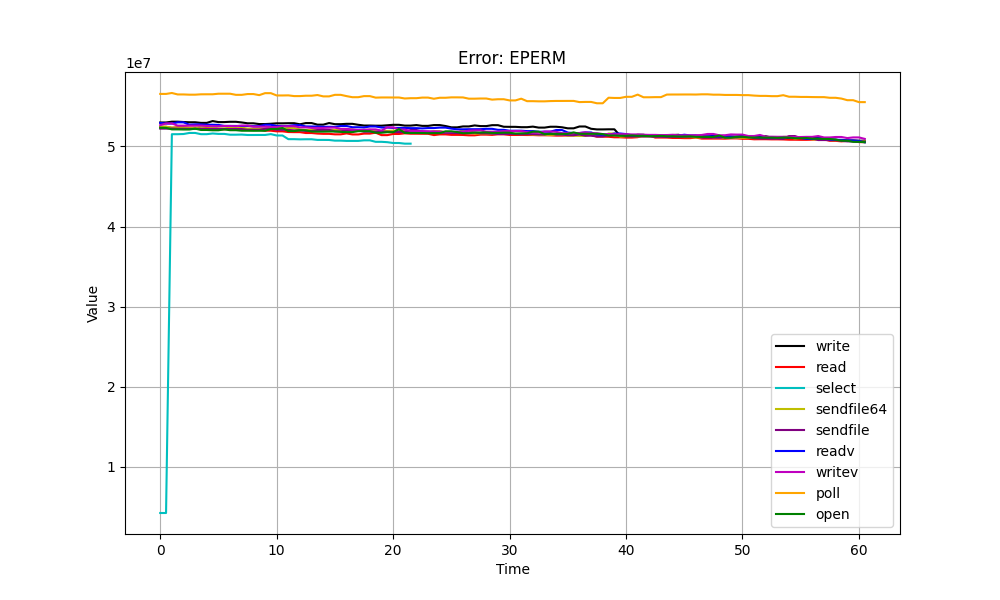 Error: EPERM
1e7
5
4
3
2
1
Value
0 10 20 30 40 50 60
Time
write
read
select
sendfile64
sendfile
readv
writev
poll
open